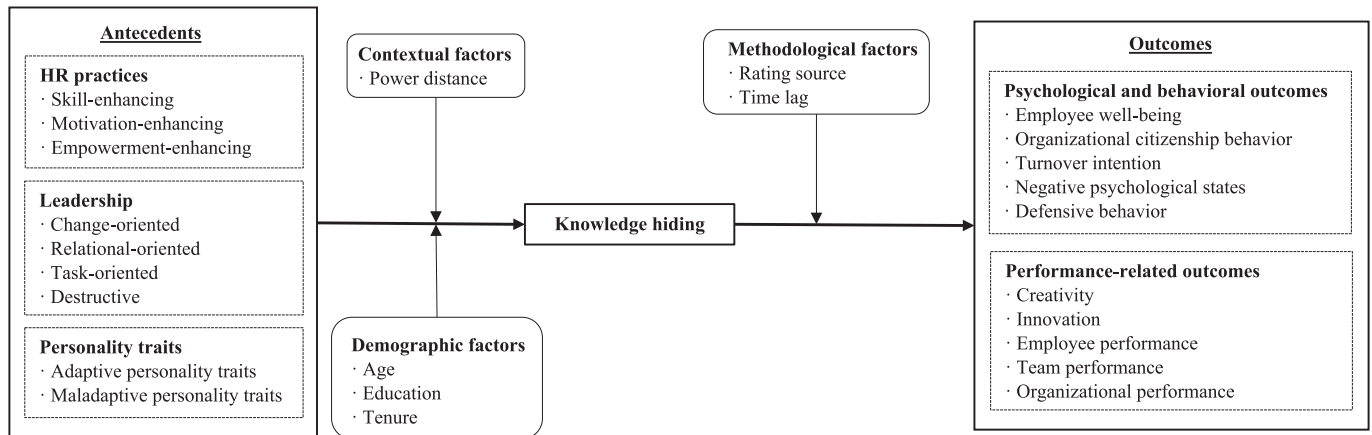 Antecedents
HR practices
· Skill-enhancing
· Motivation-enhancing
· Empowerment-enhancing
Leadership
· Change-oriented
· Relational-oriented
· Task-oriented
· Destructive
Personality traits
· Adaptive personality traits
· Maladaptive personality traits
Contextual factors
· Power distance
Demographic factors
· Age
· Education
· Tenure
Knowledge hiding
Methodological factors
· Rating source
· Time lag
Outcomes
Psychological and behavioral outcomes
· Employee well-being
· Organizational citizenship behavior
· Turnover intention
· Negative psychological states
· Defensive behavior
Performance-related outcomes
· Creativity
· Innovation
· Employee performance
· Team performance
· Organizational performance